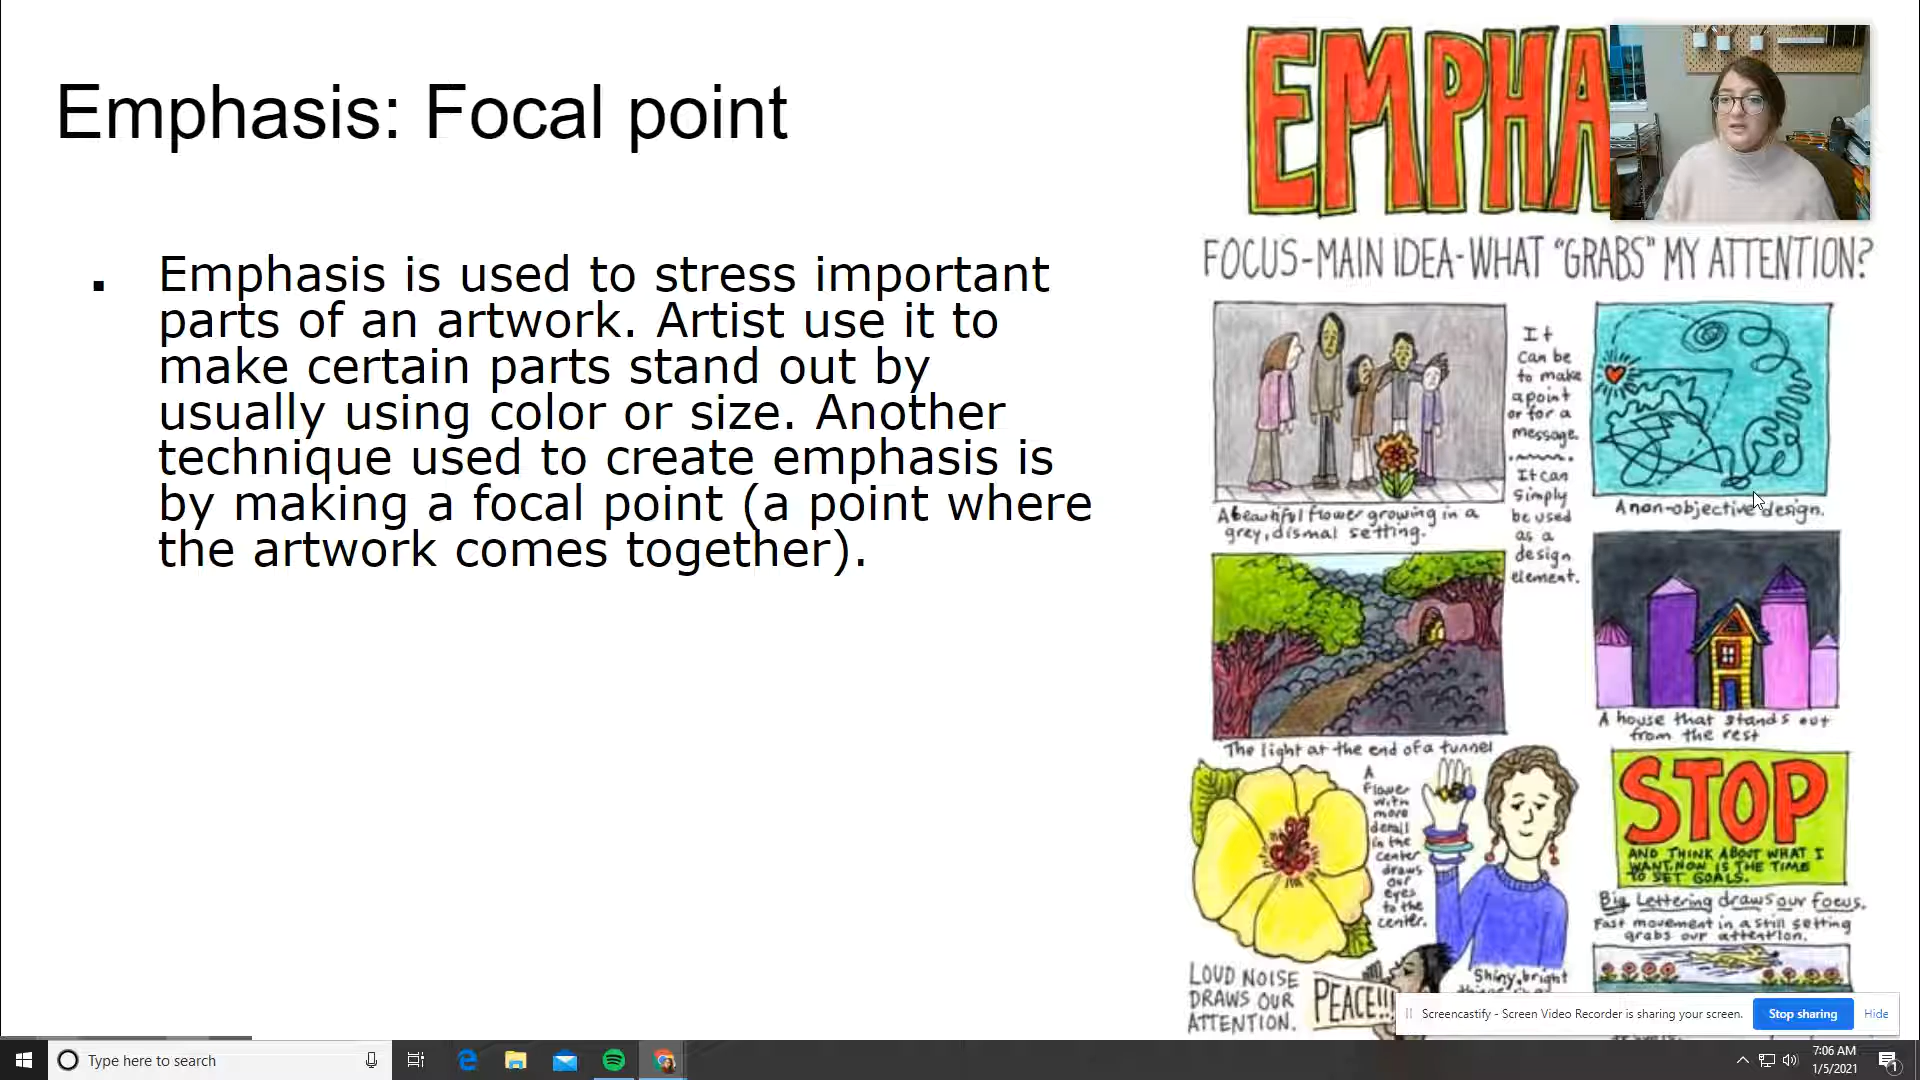 Emphasis: Focal point
. Emphasis is used to stress important
parts of an artwork. Artist use it to
make certain parts stand out by
usually using color or size. Another
technique used to create emphasis is
by making a focal point (a point where
the artwork comes together).
EMPHA
FOCUS-MAIN IDEA-WHAT "GRABS" MY ATTENTION?
It
can be
to make
a point
or for a
message.
It can
simply
be used
as a
design
element.
A beautiful flower growing in a
grey, dismal setting.
A non-objective design.
The light at the end of a tunnel
A house that stands out
from the rest
A
flower
with
more
detail
in the
center
draws
our
eyes
to the
center.
STOP
AND THINK ABOUT WHAT I
WANT. NOW IS THE TIME
TO SET GOALS.
Big Lettering draws our focus.
Fast movement in a still setting
grabs our attention.
LOUD NOISE
DRAWS OUR
ATTENTION.
PEACE!!!
Shiny, bright
Screencastify - Screen Video Recorder is sharing your screen.
Stop sharing
Hide
Type here to search
7:06 AM
1/5/2021
1